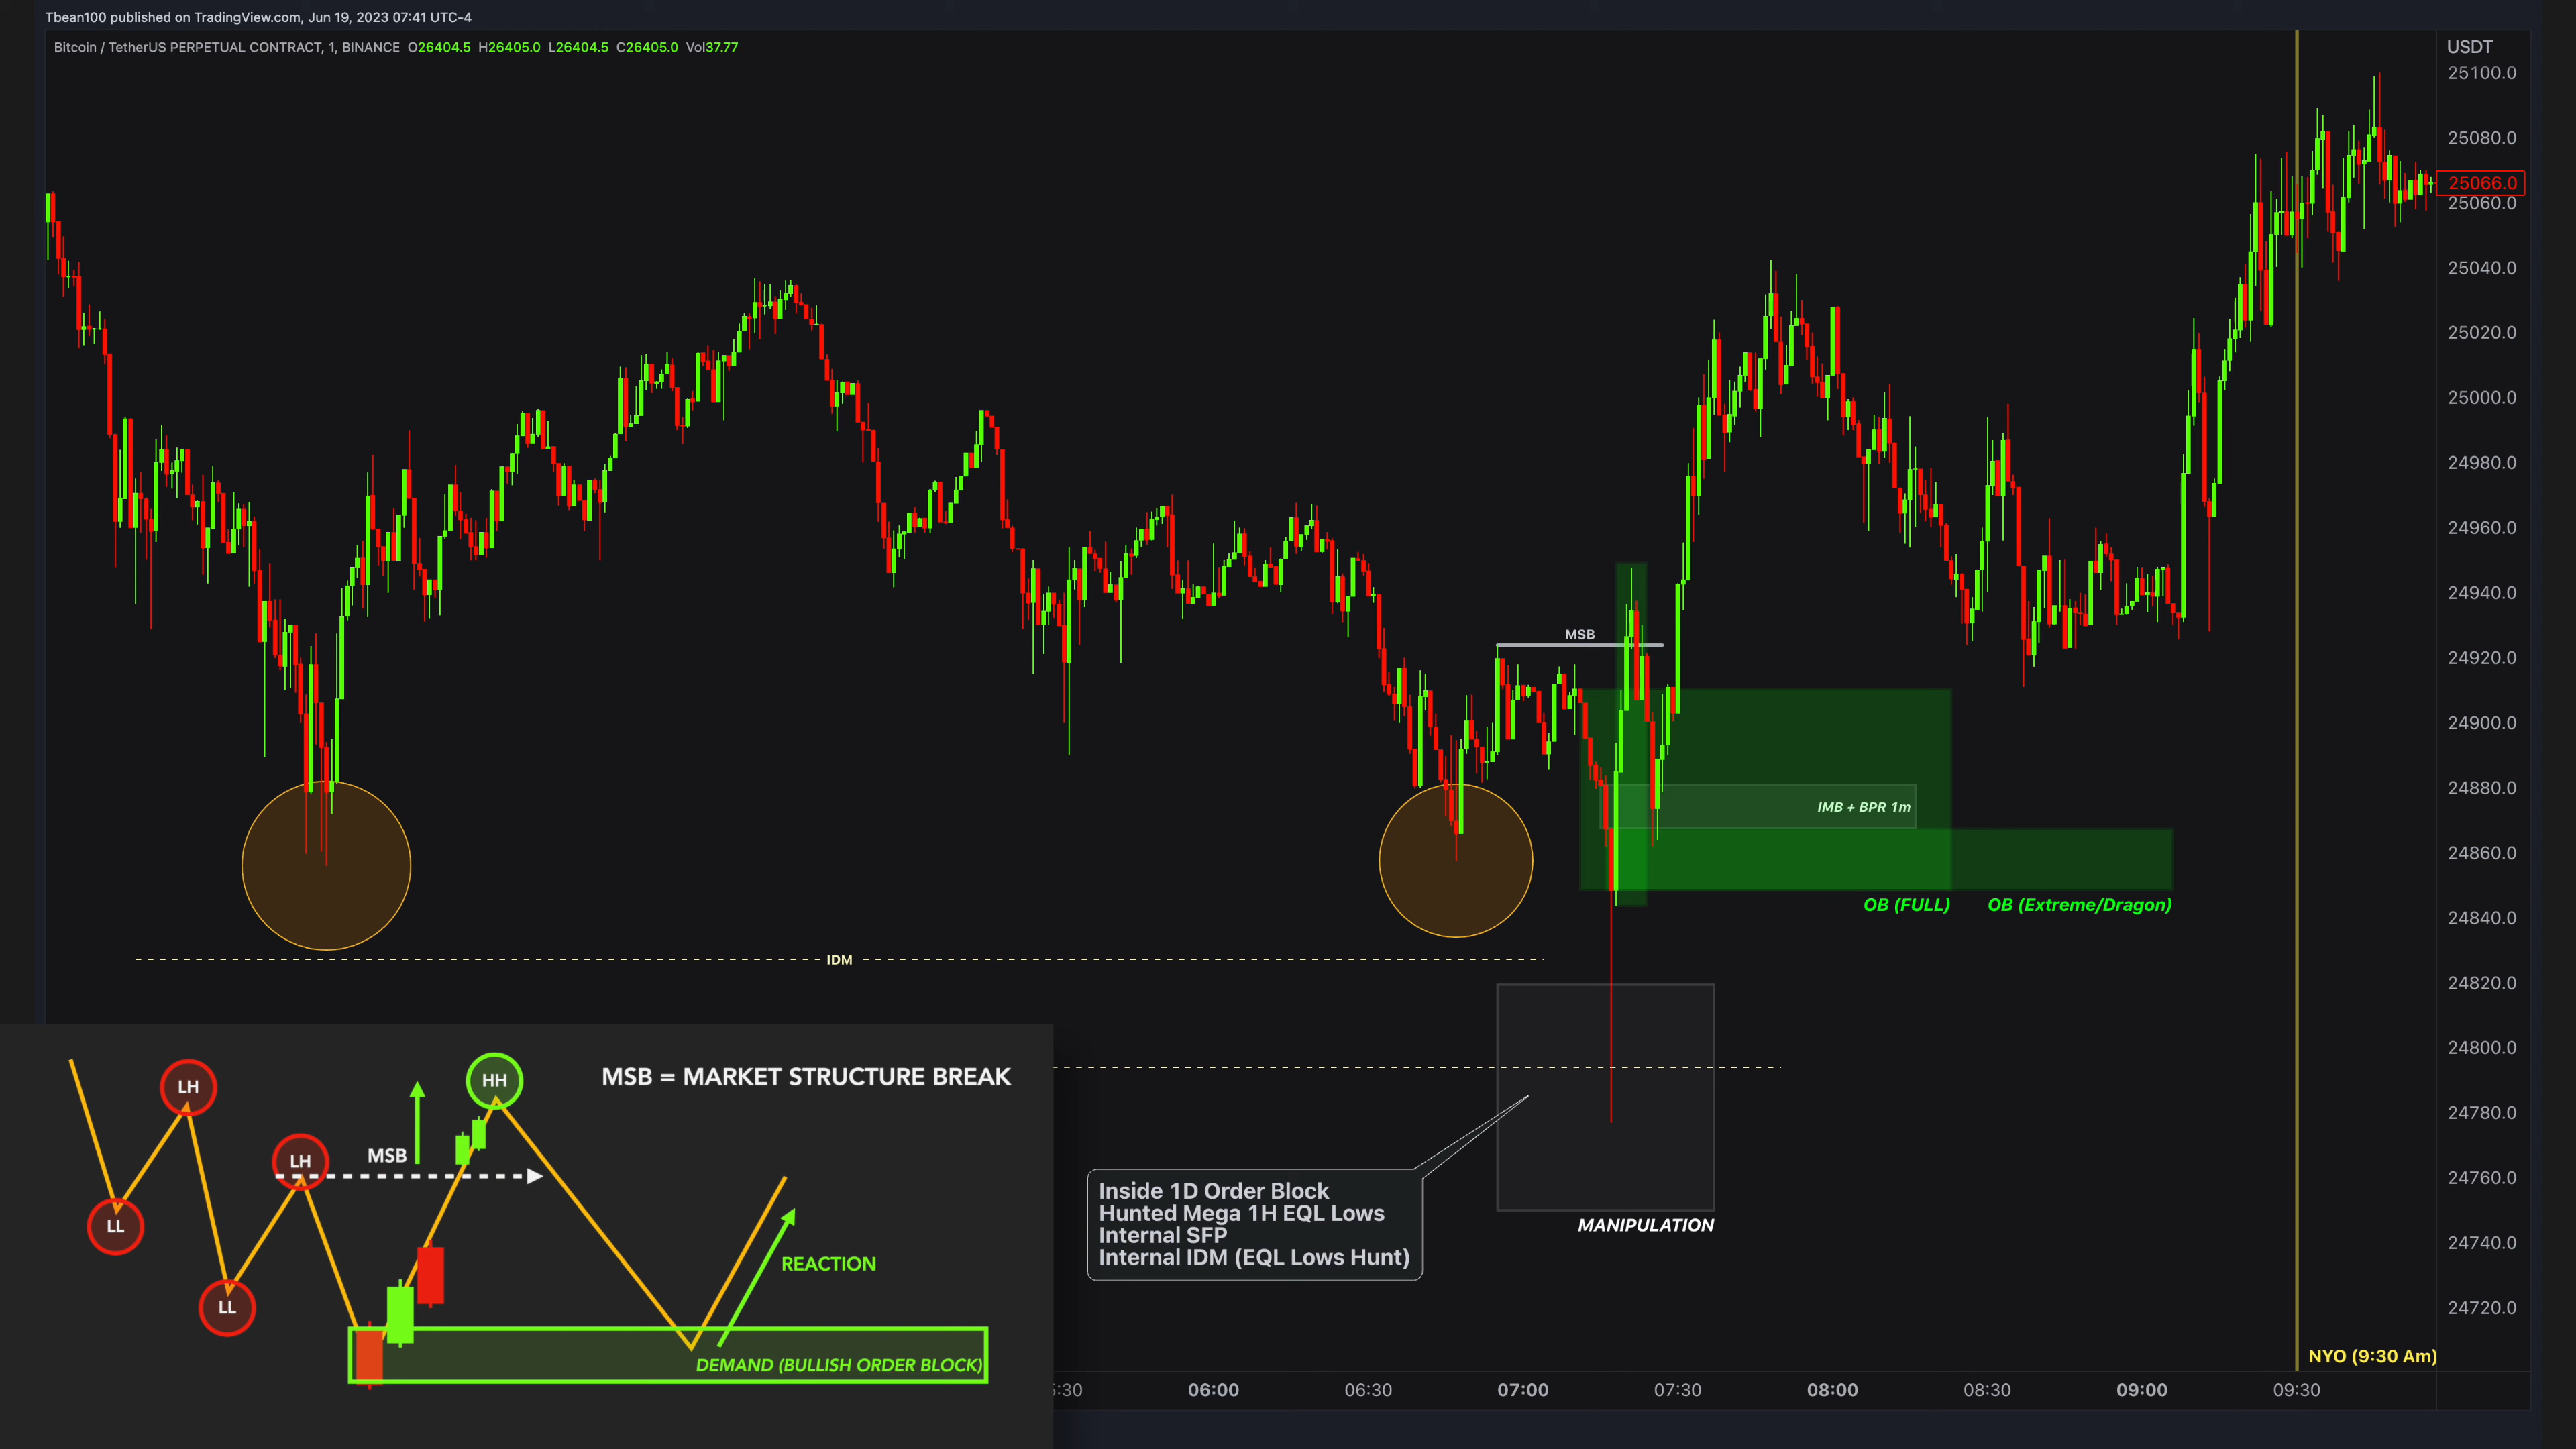 Tbean100 published on TradingView.com, Jun 19, 2023 07:41 UTC-4
Bitcoin / TetherUS PERPETUAL CONTRACT, 1, BINANCE O26404.5 H26405.0 L26404.5 C26405.0 Vol37.77
USDT
25100.0
25080.0
25066.0
25060.0
25040.0
25020.0
25000.0
24980.0
24960.0
24940.0
24920.0
24900.0
24880.0
24860.0
24840.0
24820.0
24800.0
24780.0
24760.0
24740.0
24720.0
MSB
IMB + BPR 1m
OB (FULL)
OB (Extreme/Dragon)
IDM
Inside 1D Order Block
Hunted Mega 1H EQL Lows
Internal SFP
Internal IDM (EQL Lows Hunt)
MANIPULATION
NYO (9:30 Am)
:30
06:00
06:30
07:00
07:30
08:00
08:30
09:00
09:30
MSB = MARKET STRUCTURE BREAK
LH
HH
LH
MSB
LL
LL
REACTION
DEMAND (BULLISH ORDER BLOCK)